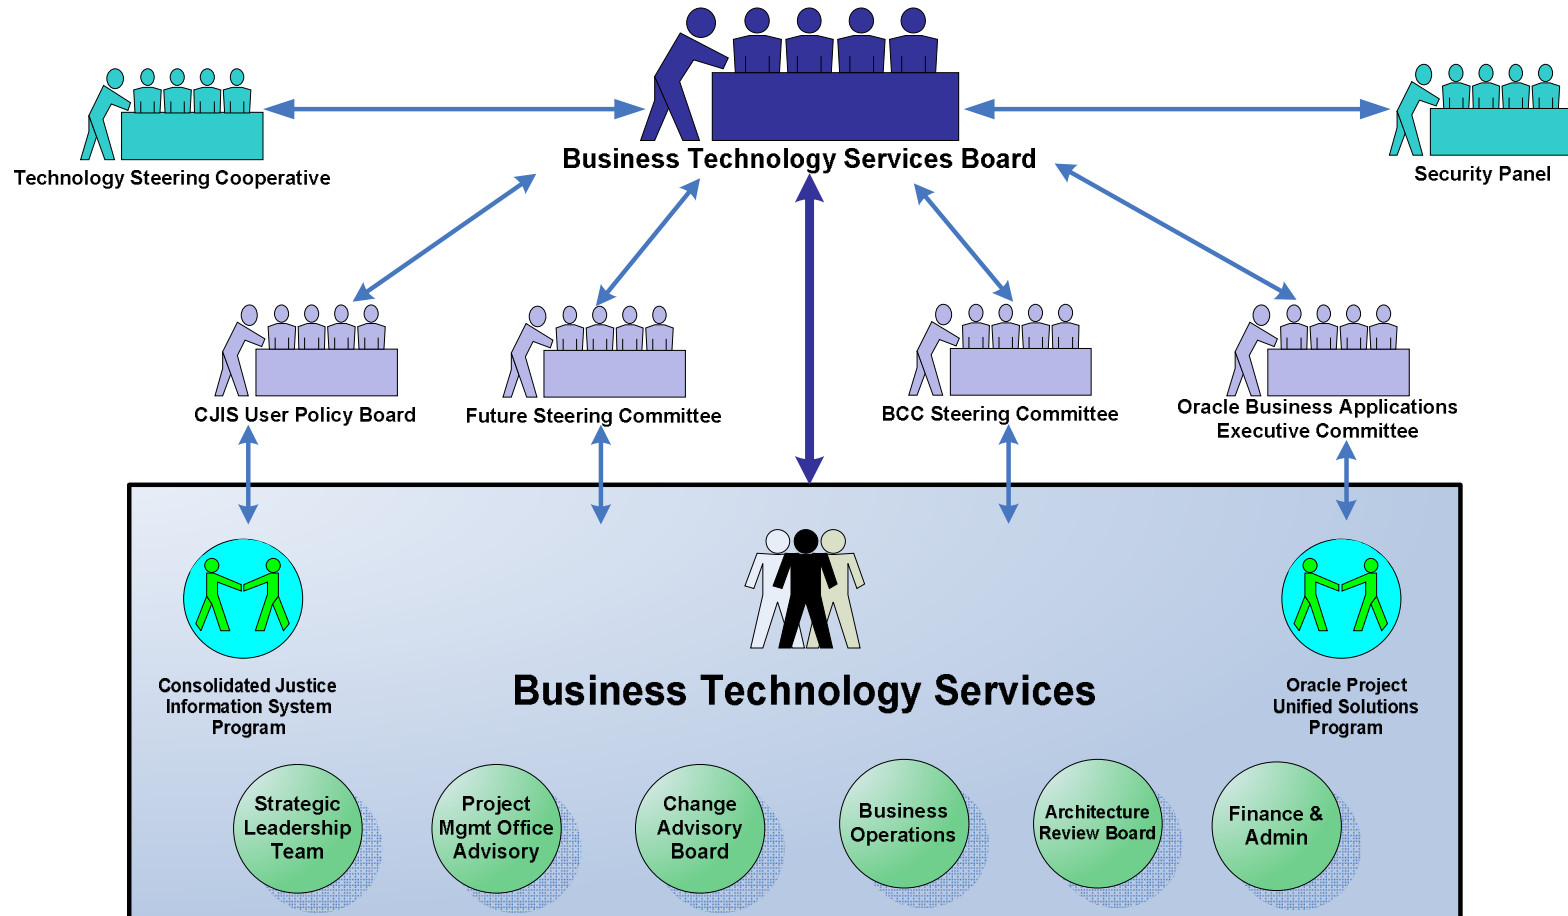 Business Technology Services Board
Technology Steering Cooperative
Security Panel
CJIS User Policy Board
Future Steering Committee
BCC Steering Committee
Oracle Business Applications
Executive Committee
Consolidated Justice
Information System
Program
Business Technology Services
Oracle Project
Unified Solutions
Program
Strategic
Leadership
Team
Project
Mgmt Office
Advisory
Change
Advisory
Board
Business
Operations
Architecture
Review Board
Finance &
Admin